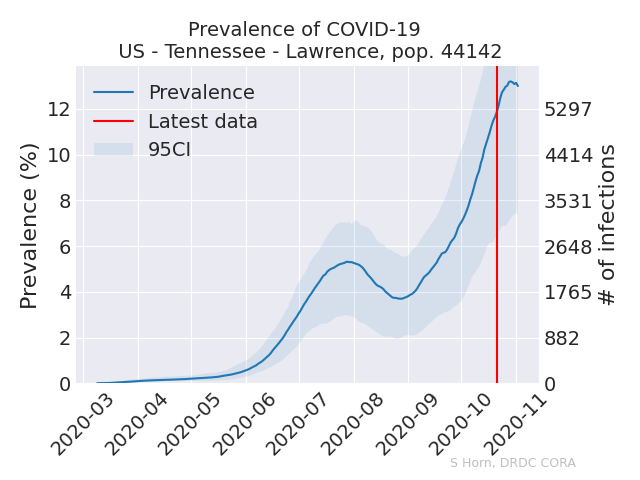 Prevalence of COVID-19
US - Tennessee - Lawrence, pop. 44142
Prevalence
Latest data
95CI
Prevalence (%)
12
10
8
6
4
2
0
5297
4414
3531
2648
1765
882
0
# of infections
2020-03
2020-04
2020-05
2020-06
2020-07
2020-08
2020-09
2020-10
2020-11
S Horn, DRDC CORA